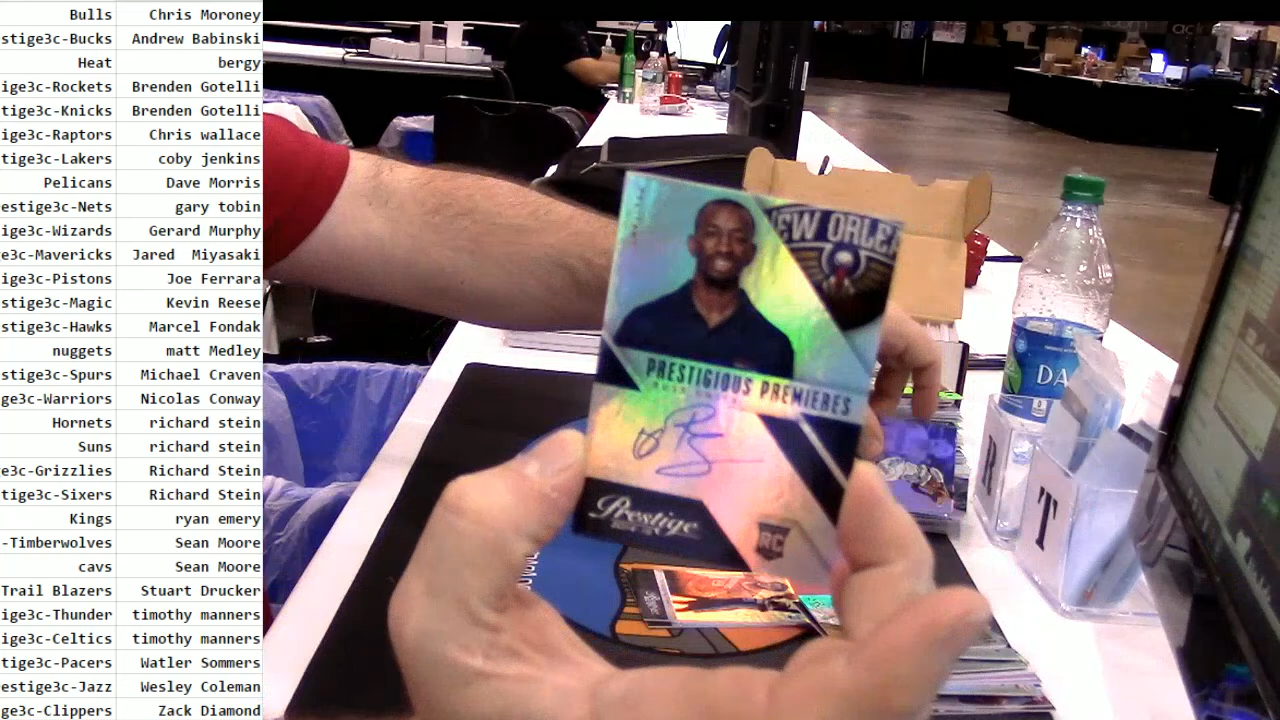 Bulls Chris Moroney
stige3c-Bucks Andrew Babinski
Heat bergy
ige3c-Rockets Brenden Gotelli
tige3c-Knicks Brenden Gotelli
ige3c-Raptors Chris wallace
tige3c-Lakers coby jenkins
Pelicans Dave Morris
estige3c-Nets gary tobin
ige3c-Wizards Gerard Murphy
e3c-Mavericks Jared Miyasaki
ge3c-Pistons Joe Ferrara
stige3c-Magic Kevin Reese
stige3c-Hawks Marcel Fondak
nuggets matt Medley
stige3c-Spurs Michael Craven
ge3c-Warriors Nicolas Conway
Hornets richard stein
Suns richard stein
e3c-Grizzlies Richard Stein
tige3c-Sixers Richard Stein
Kings ryan emery
-Timberwolves Sean Moore
cavs Sean Moore
Trail Blazers Stuart Drucker
ige3c-Thunder timothy manners
ige3c-Celtics timothy manners
tige3c-Pacers Watler Sommers
estige3c-Jazz Wesley Coleman
ge3c-Clippers Zack Diamond
NEW ORLEA
PRESTIGIOUS PREMIERES
Prestige
RC
DA
R
T